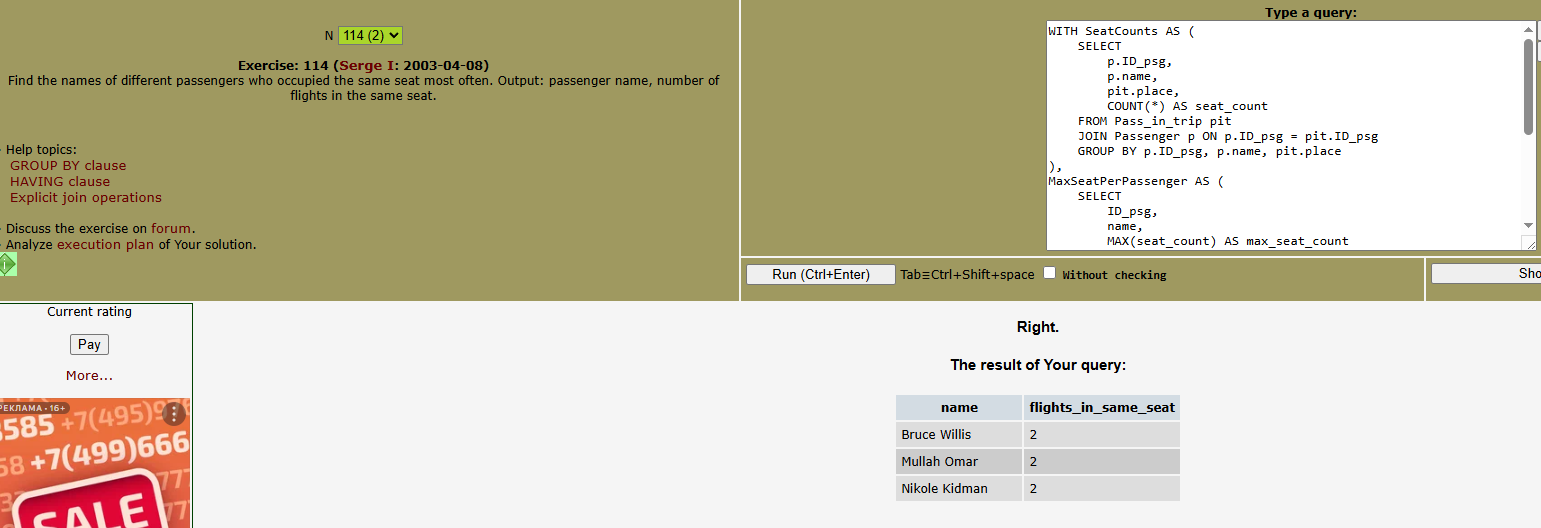 N 114 (2)
Exercise: 114 (Serge I: 2003-04-08)
Find the names of different passengers who occupied the same seat most often. Output: passenger name, number of
flights in the same seat.
Help topics:
GROUP BY clause
HAVING clause
Explicit join operations
Discuss the exercise on forum.
Analyze execution plan of Your solution.
Type a query:
WITH SeatCounts AS (
SELECT
p.ID_psg,
p.name,
pit.place,
COUNT(*) AS seat_count
FROM Pass_in_trip pit
JOIN Passenger p ON p.ID_psg = pit.ID_psg
GROUP BY p.ID_psg, p.name, pit.place
),
MaxSeatPerPassenger AS (
SELECT
ID_psg,
name,
MAX(seat_count) AS max_seat_count
Run (Ctrl+Enter) Tab≡Ctrl+Shift+space Without checking
Sho
Current rating
Pay
More...
РЕКЛАМА • 16+
8585 +7(495)9
58 +7(499)666
SALE
Right.
The result of Your query:
name flights_in_same_seat
Bruce Willis 2
Mullah Omar 2
Nikole Kidman 2